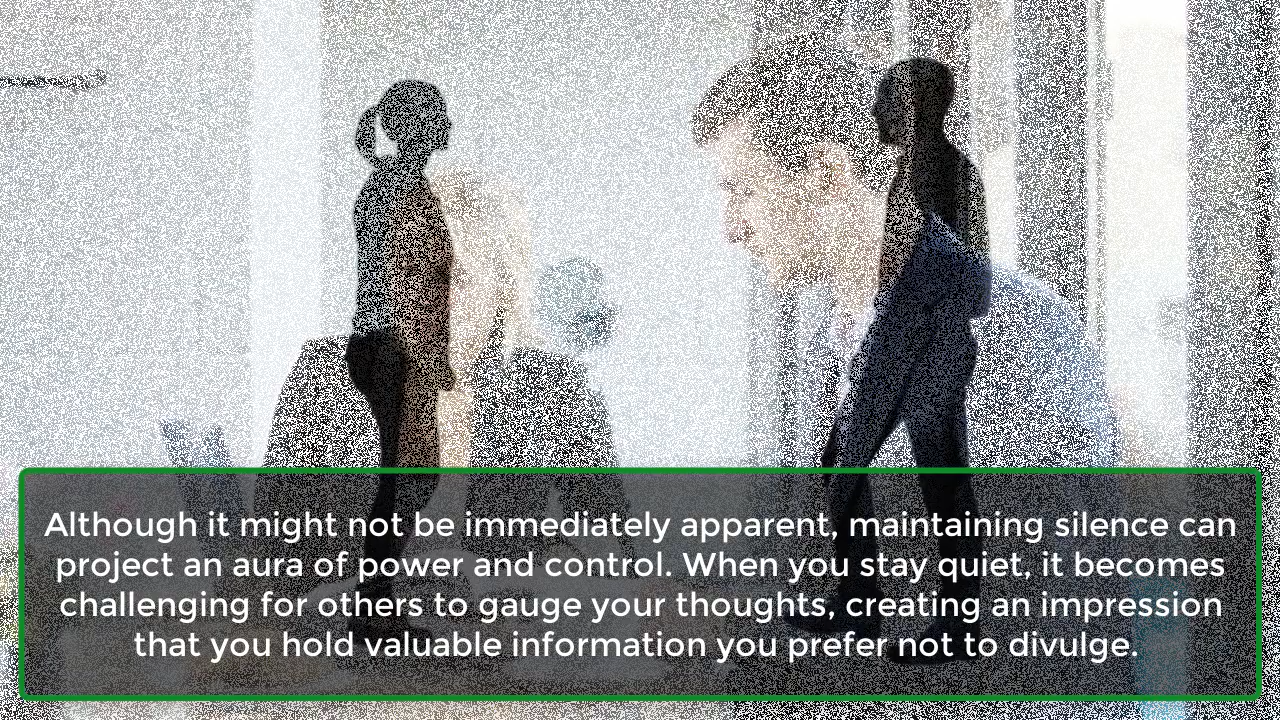 Although it might not be immediately apparent, maintaining silence can
project an aura of power and control. When you stay quiet, it becomes
challenging for others to gauge your thoughts, creating an impression
that you hold valuable information you prefer not to divulge.